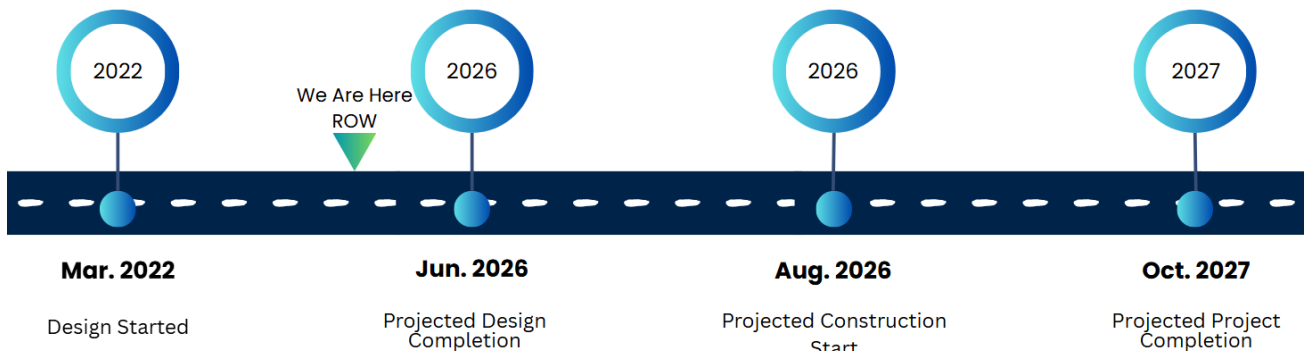 2022
We Are Here
ROW
2026
2026
2027
Mar. 2022
Design Started
Jun. 2026
Projected Design
Completion
Aug. 2026
Projected Construction
Start
Oct. 2027
Projected Project
Completion